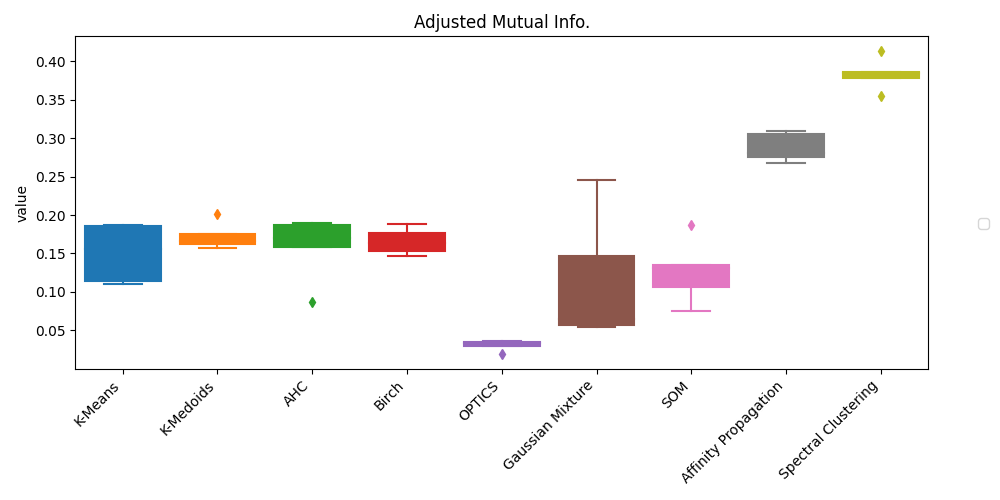 Adjusted Mutual Info.
value
0.40
0.35
0.30
0.25
0.20
0.15
0.10
0.05
K-Means
K-Medoids
AHC
Birch
OPTICS
Gaussian Mixture
SOM
Affinity Propagation
Spectral Clustering